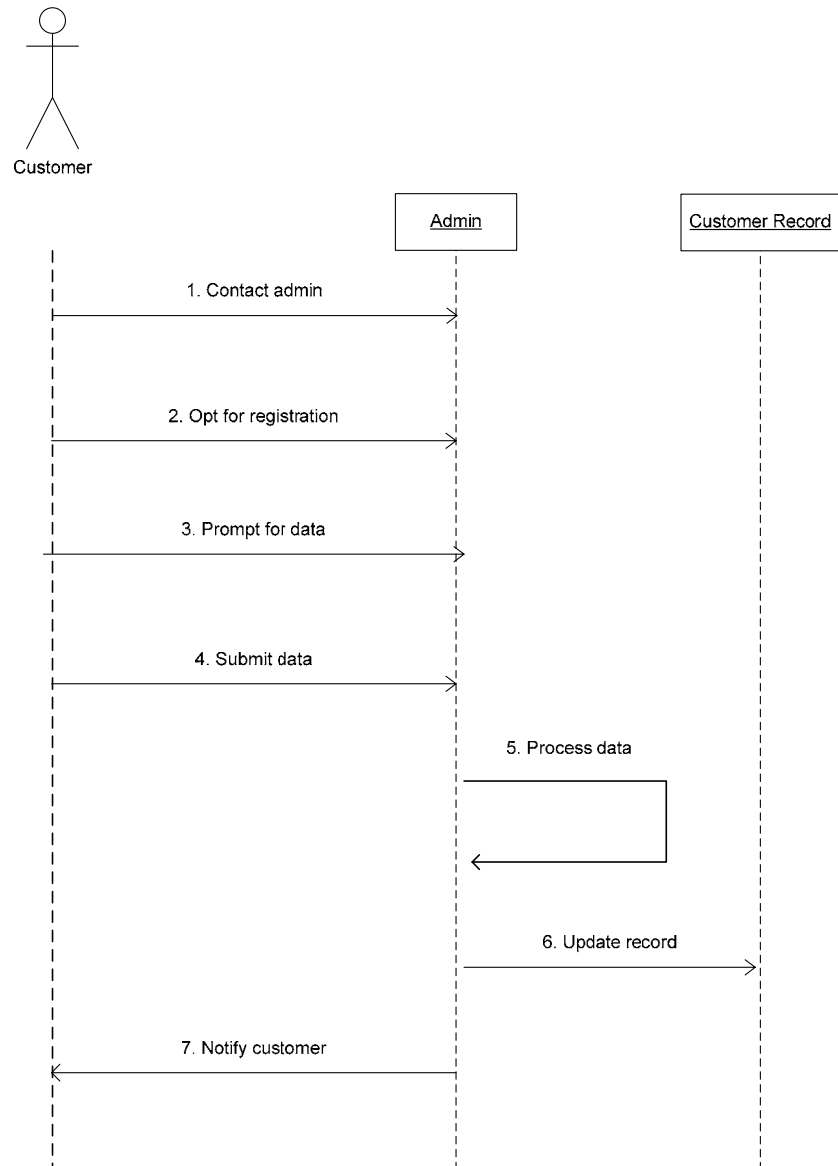 Customer
Admin
Customer Record
1. Contact admin
2. Opt for registration
3. Prompt for data
4. Submit data
5. Process data
6. Update record
7. Notify customer